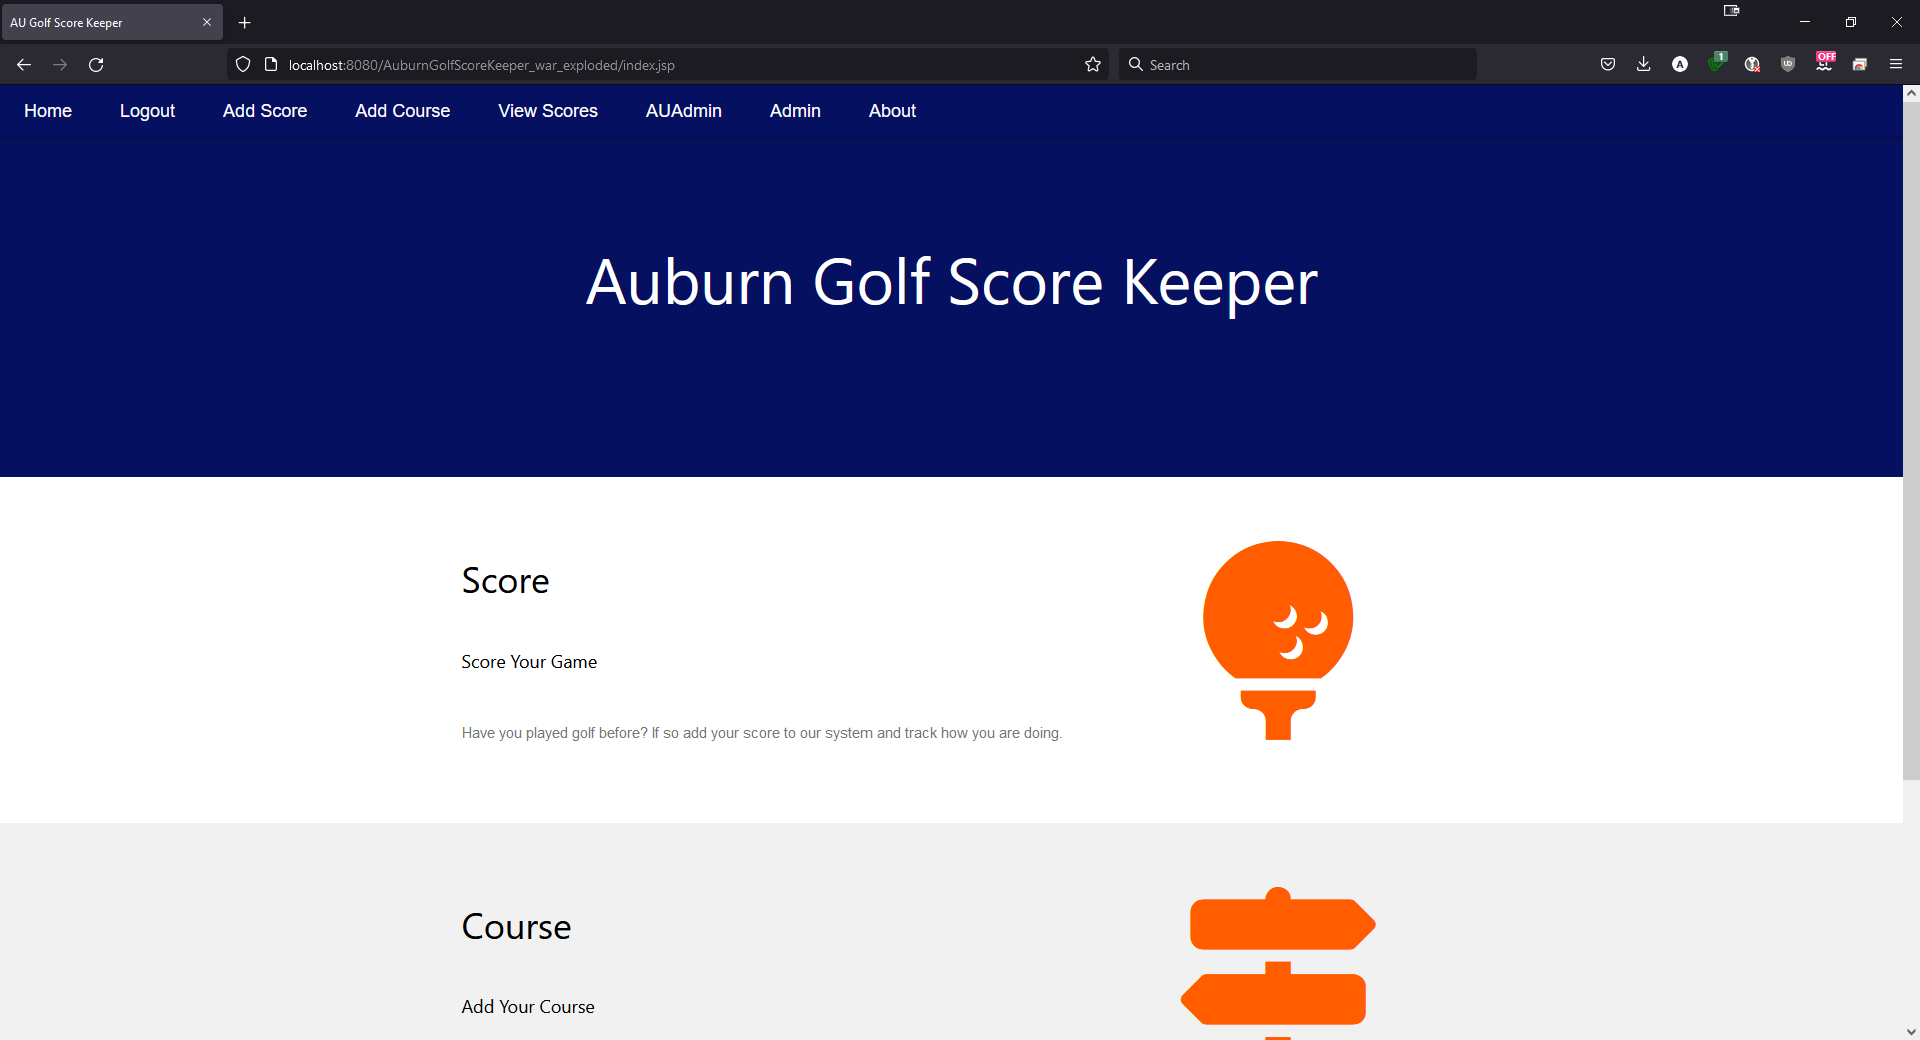 AU Golf Score Keeper
localhost:8080/AuburnGolfScoreKeeper_war_exploded/index.jsp
Search
A
1
UD
OFF
Home Logout Add Score Add Course View Scores AUAdmin Admin About
Auburn Golf Score Keeper
Score
Score Your Game
Have you played golf before? If so add your score to our system and track how you are doing.
Course
Add Your Course